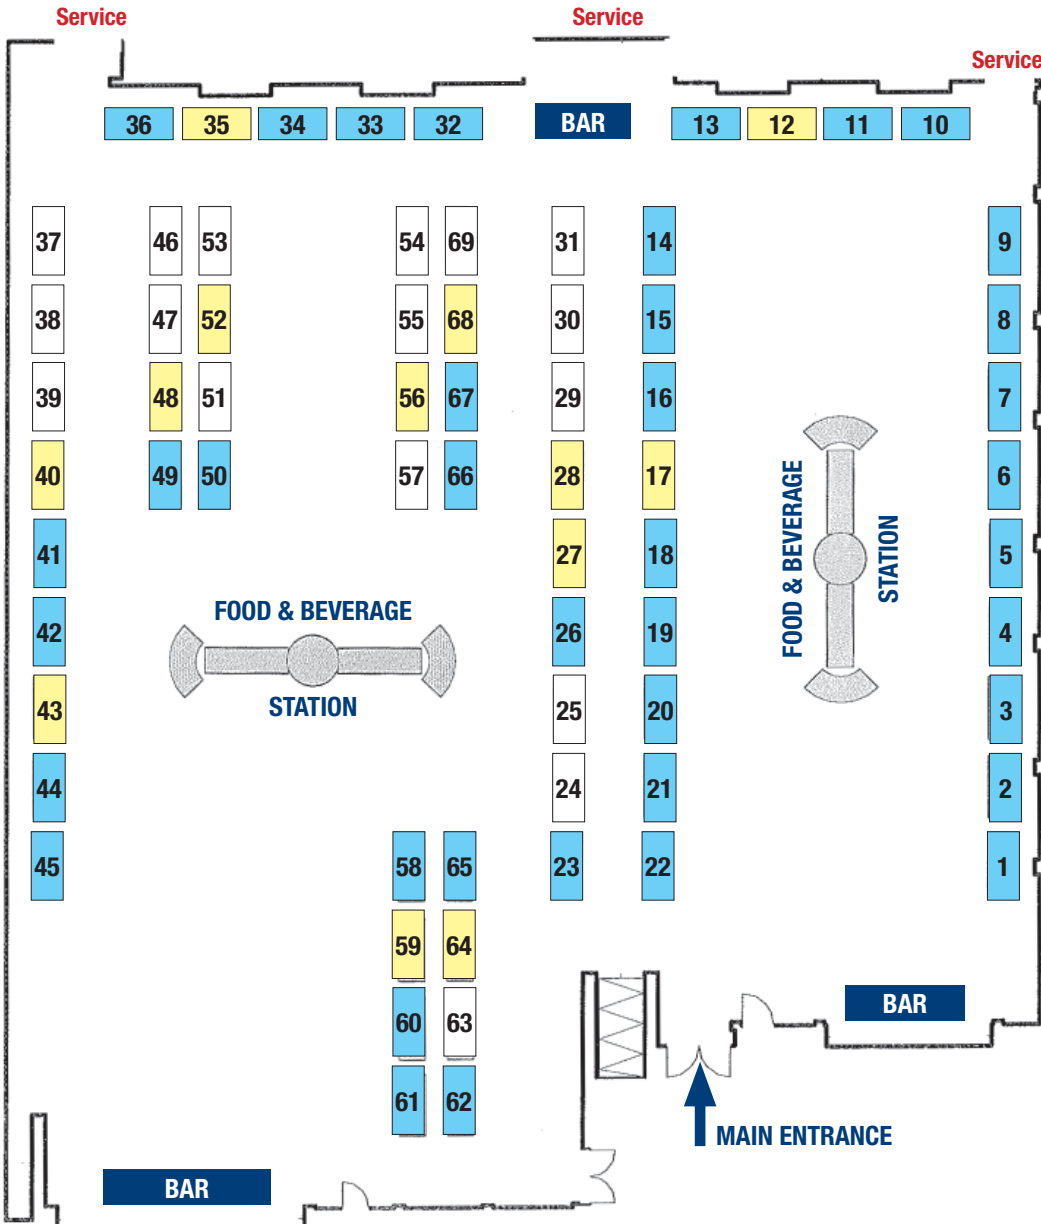 Service
Service
Service
36 35 34 33 32 BAR 13 12 11 10
37 46 53 54 69 31 14 9
38 47 52 55 68 30 15 8
39 48 51 56 67 29 16 7
40 49 50 57 66 28 17 6
41 27 18 5
42 26 19 4
43 25 20 3
44 24 21 2
45 58 65 23 22 1
59 64
60 63
61 62
FOOD & BEVERAGE
STATION
FOOD & BEVERAGE
STATION
BAR
MAIN ENTRANCE
BAR